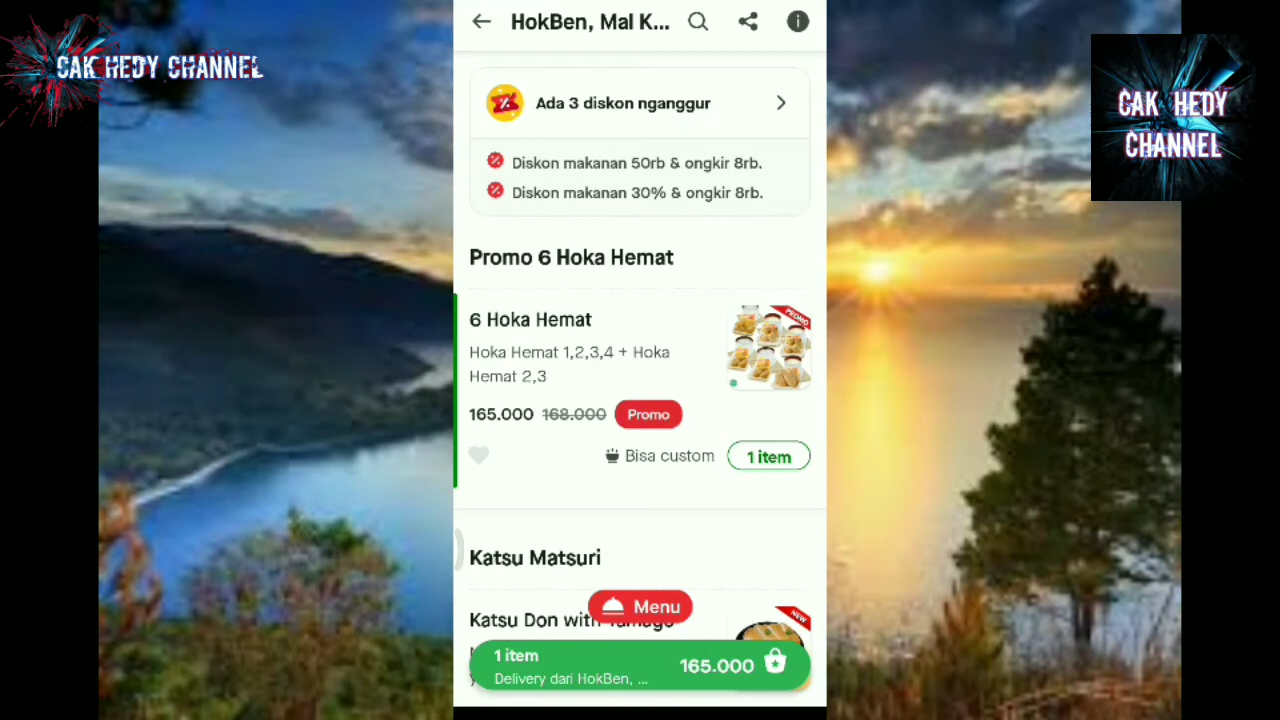 CAK HEDY CHANNEL
CAK HEDY
CHANNEL
HokBen, Mal K...
Ada 3 diskon nganggur
Diskon makanan 50rb & ongkir 8rb.
Diskon makanan 30% & ongkir 8rb.
Promo 6 Hoka Hemat
6 Hoka Hemat
PROMO
Hoka Hemat 1,2,3,4 + Hoka
Hemat 2,3
165.000 168.000 Promo
Bisa custom 1 item
Katsu Matsuri
Menu
Katsu Don with Tamago
NEW
1 item
165.000
Delivery dari HokBen, ...